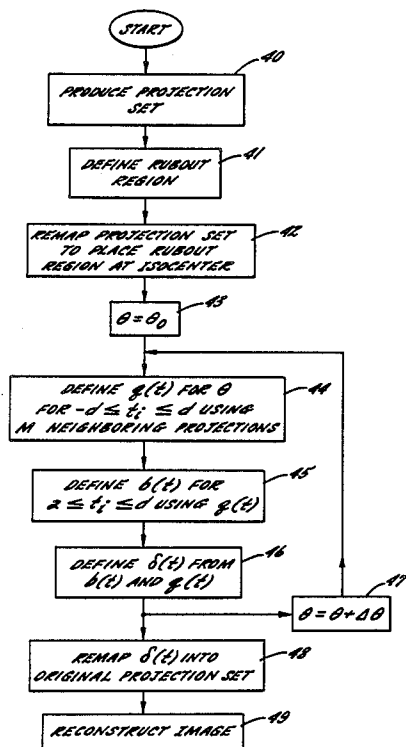 START
40
PRODUCE PROJECTION
SET
41
DEFINE RUBOUT
REGION
42
REMAP PROJECTION SET
TO PLACE RUBOUT
REGION AT ISOCENTER
43
θ = θ₀
44
DEFINE q(t) FOR θ
FOR -d ≤ tᵢ ≤ d USING
M NEIGHBORING PROJECTIONS
45
DEFINE b(t) FOR
a ≤ tᵢ ≤ d USING q(t)
46
DEFINE δ(t) FROM
b(t) AND q(t)
47
θ = θ + Δθ
48
REMAP δ(t) INTO
ORIGINAL PROJECTION SET
49
RECONSTRUCT IMAGE